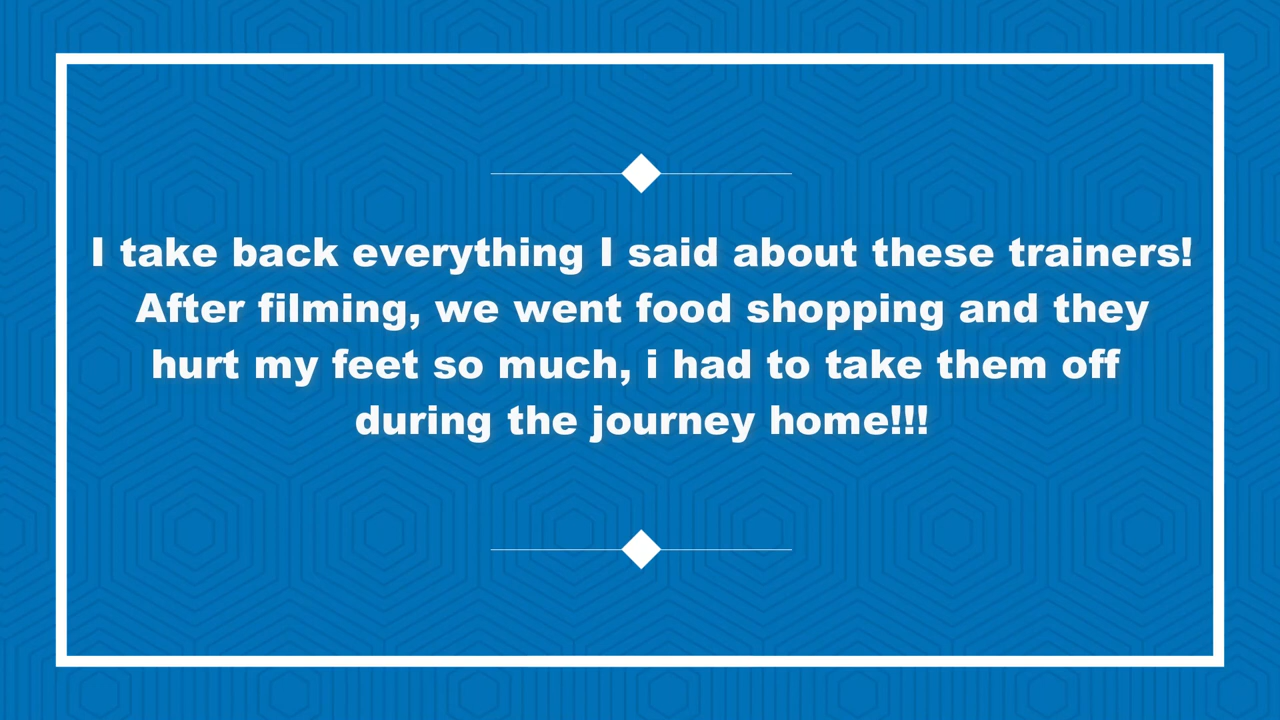 I take back everything I said about these trainers!
After filming, we went food shopping and they
hurt my feet so much, i had to take them off
during the journey home!!!